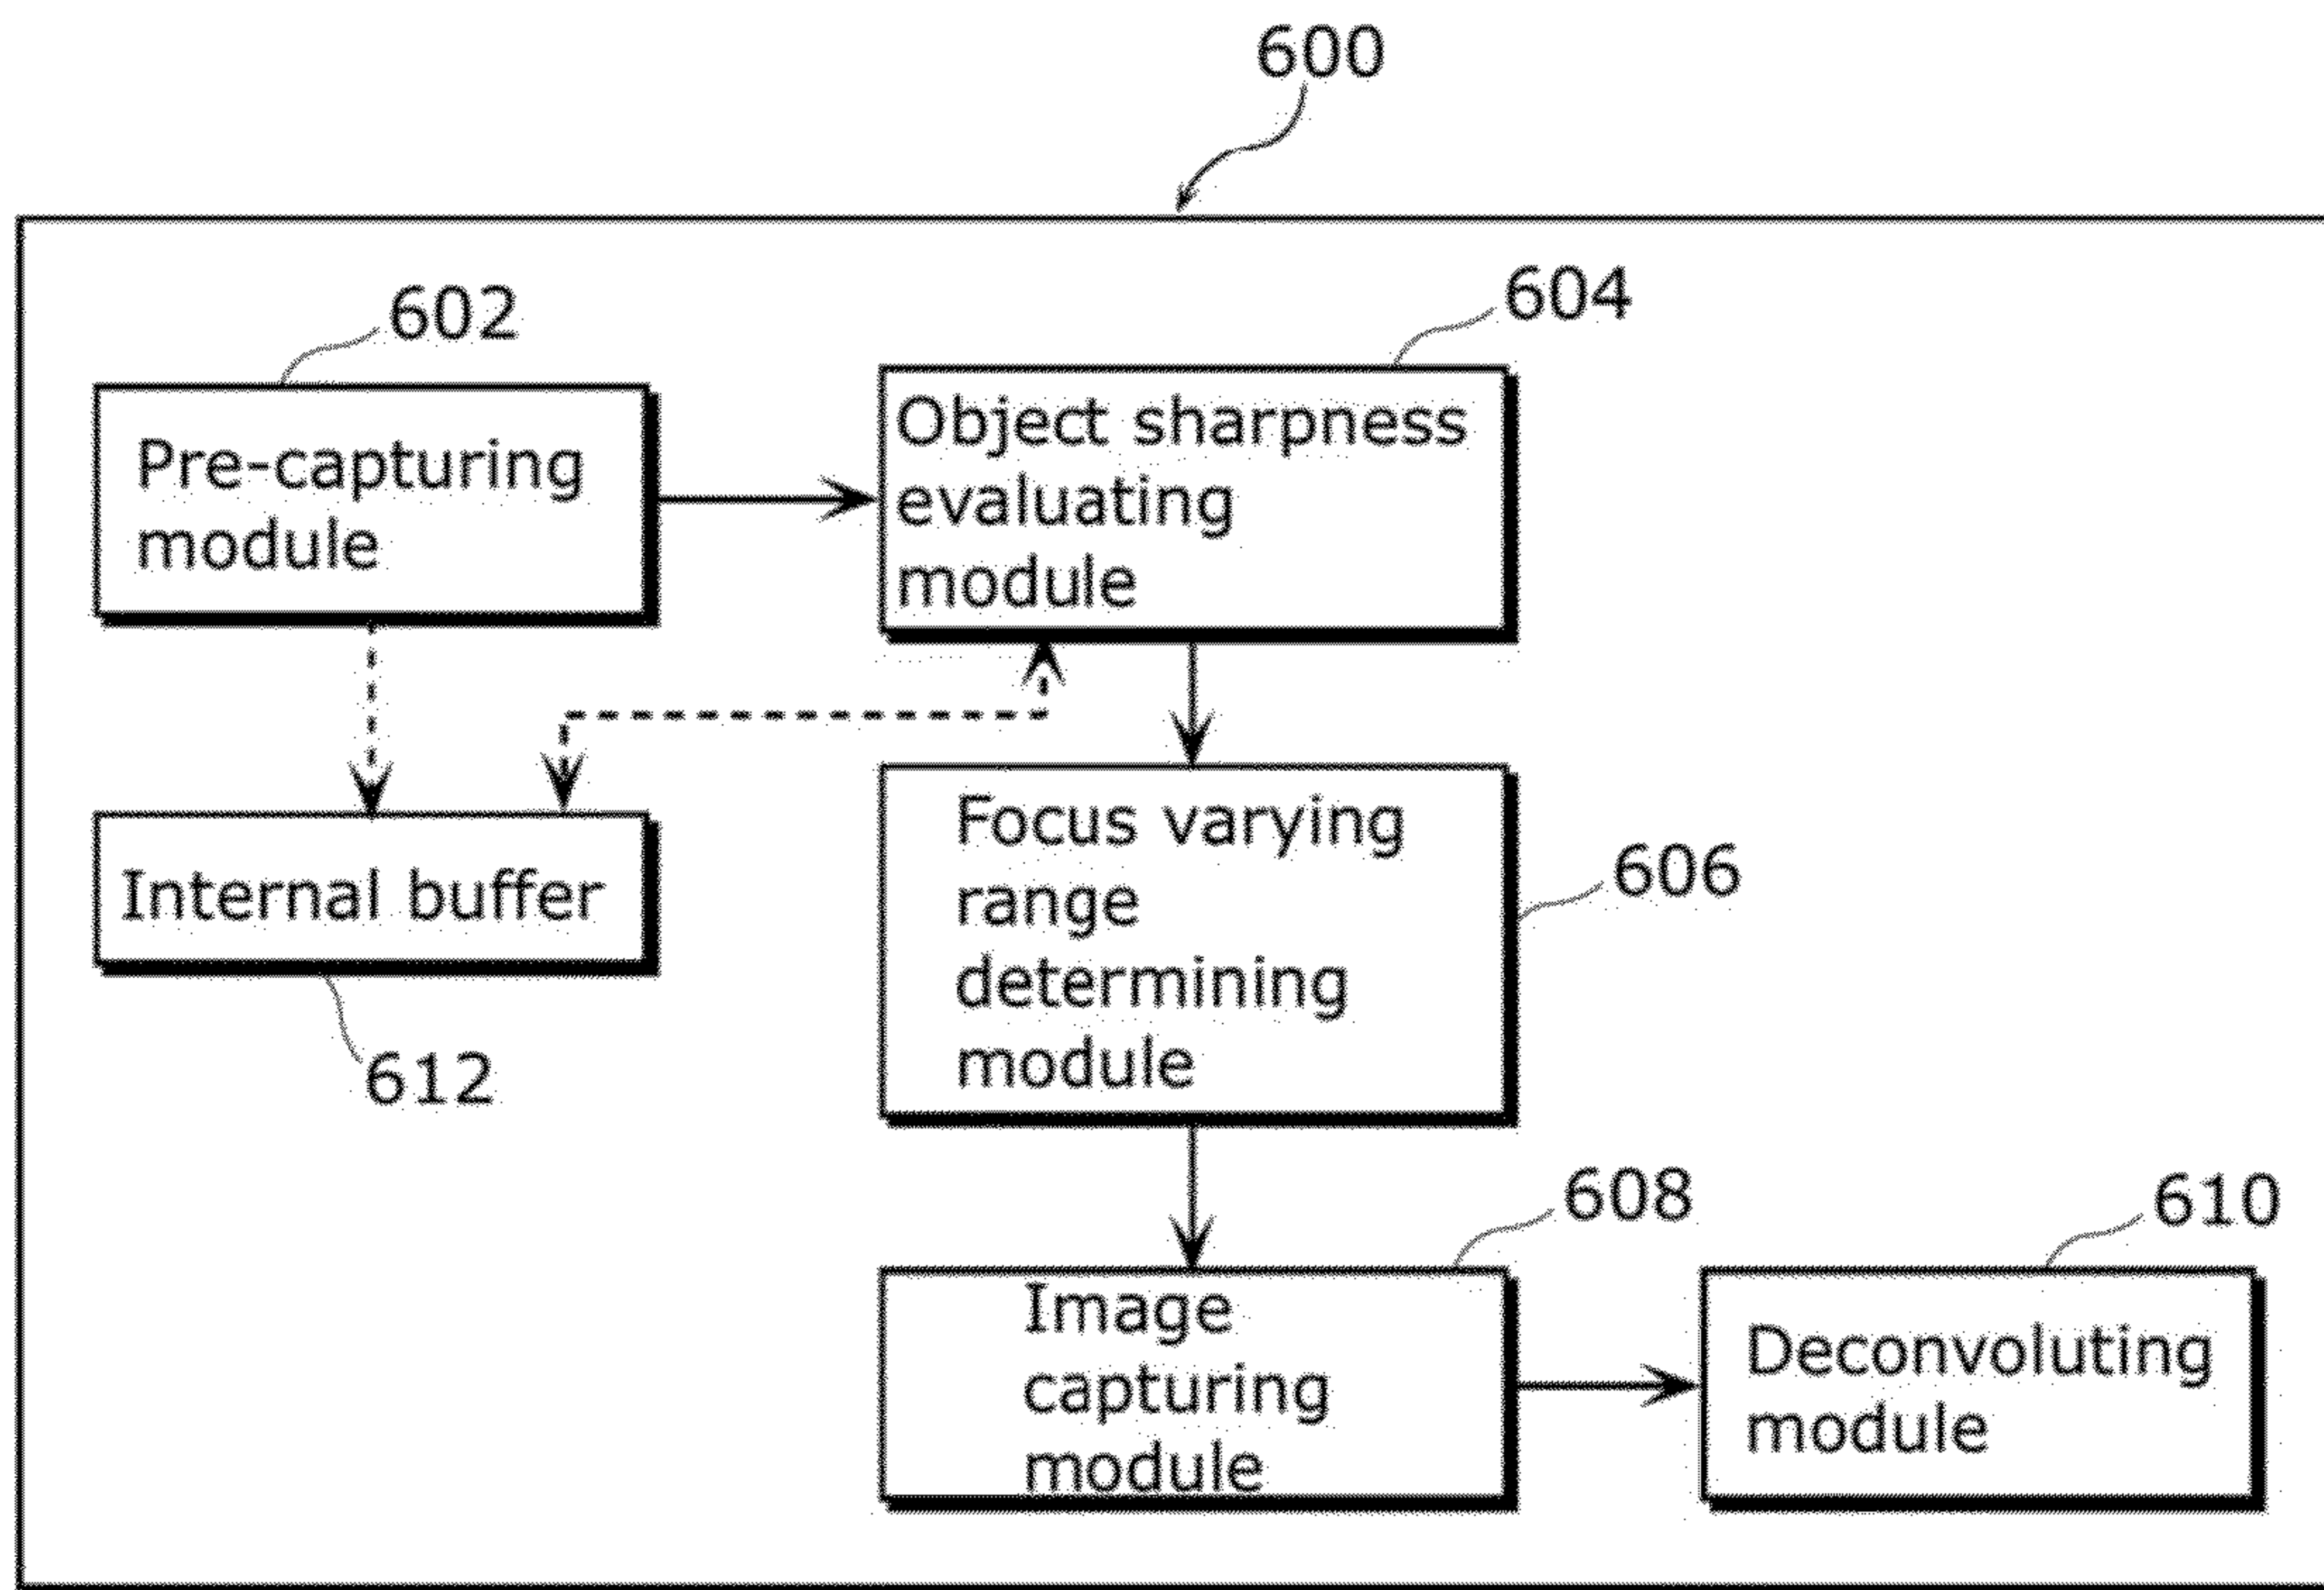 600
602
Pre-capturing
module
604
Object sharpness
evaluating
module
Internal buffer
612
Focus varying
range
determining
module
606
608
Image
capturing
module
610
Deconvoluting
module